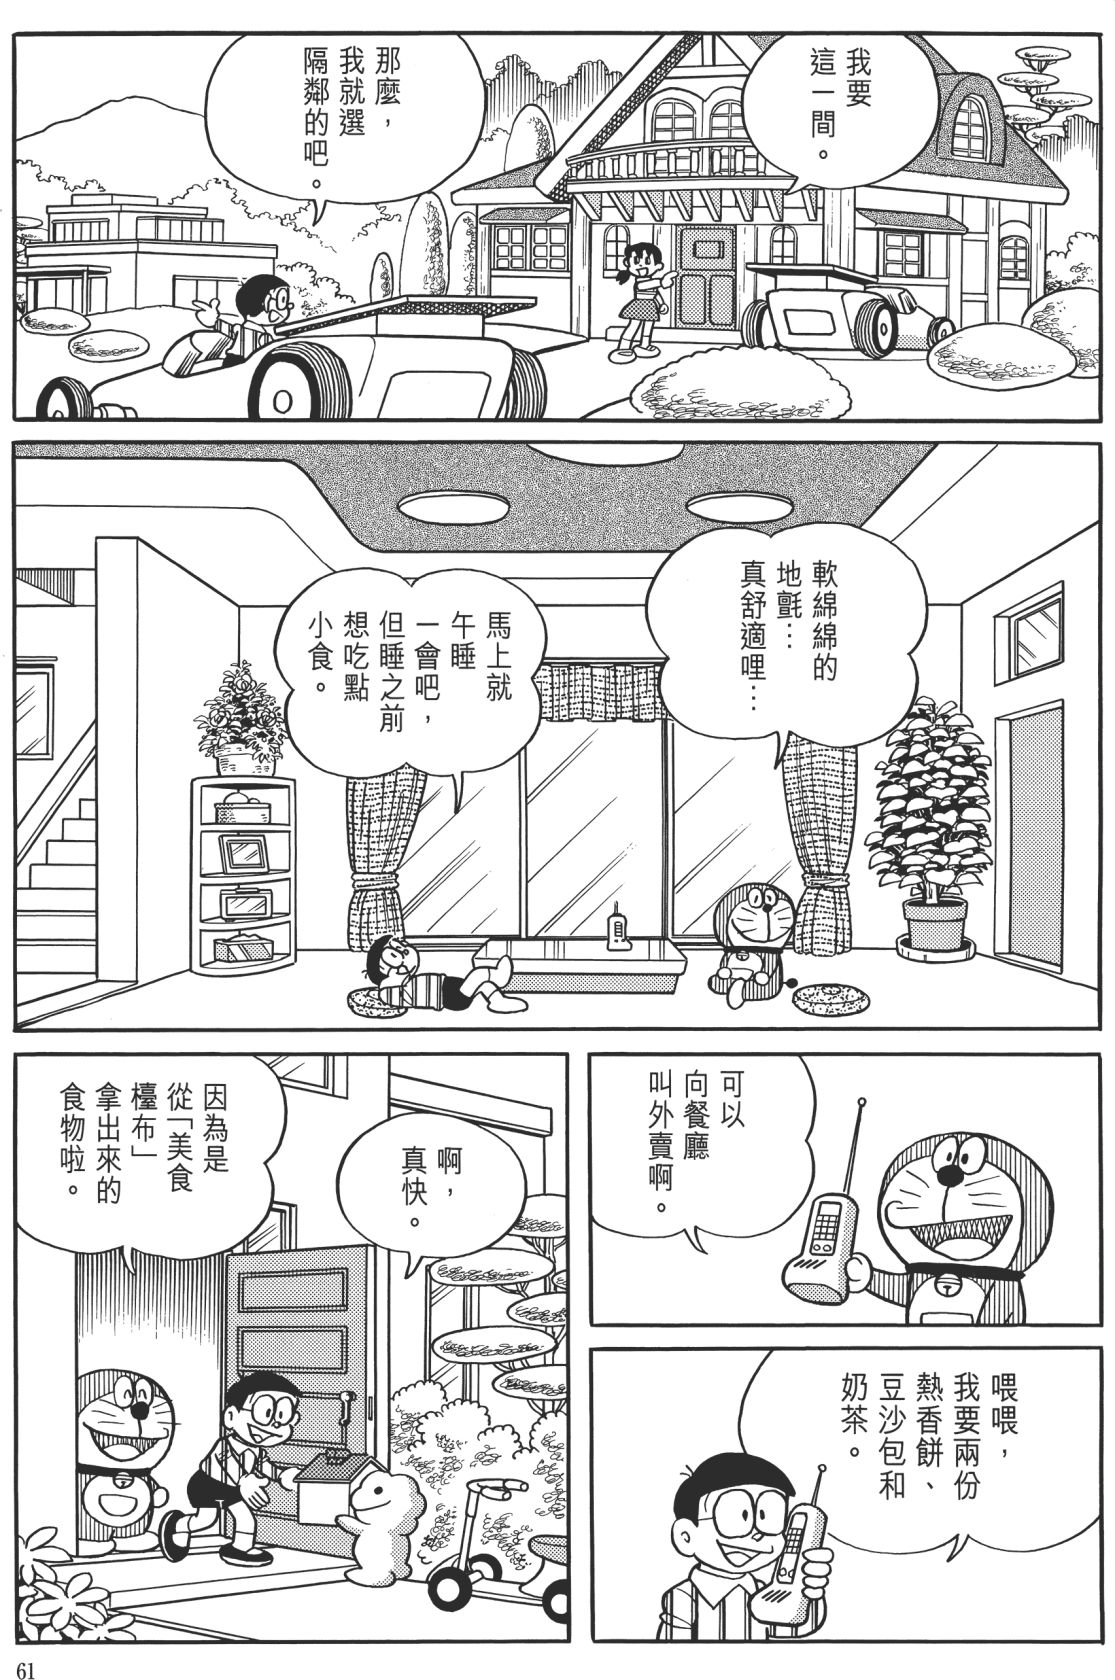 我要
這一間。
那麼，
我就選
隔鄰的吧。
軟綿綿的
地氈…
真舒適哩…
馬上就
午睡
一會吧，
但睡之前
想吃點
小食。
可以
向餐廳
叫外賣啊。
喂喂，
我要兩份
熱香餅、
豆沙包和
奶茶。
啊，
真快。
因為是
從「美食
檯布」
拿出來的
食物啦。
61